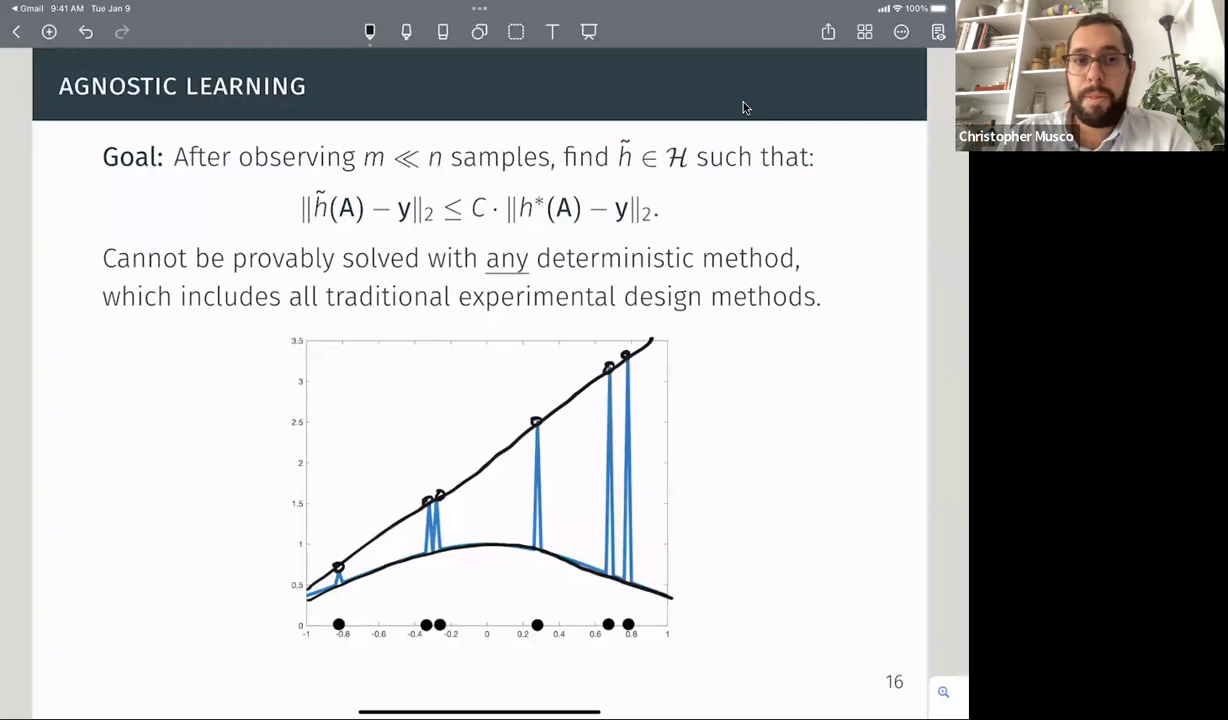 Gmail 9:41 AM Tue Jan 9
100%
AGNOSTIC LEARNING
Christopher Musco
Goal: After observing m ≪ n samples, find h̃ ∈ ℋ such that:
‖h̃(A) − y‖₂ ≤ C · ‖h*(A) − y‖₂.
Cannot be provably solved with any deterministic method,
which includes all traditional experimental design methods.
3.5
3
2.5
2
1.5
1
0.5
0
-1 -0.8 -0.6 -0.4 -0.2 0 0.2 0.4 0.6 0.8 1
16